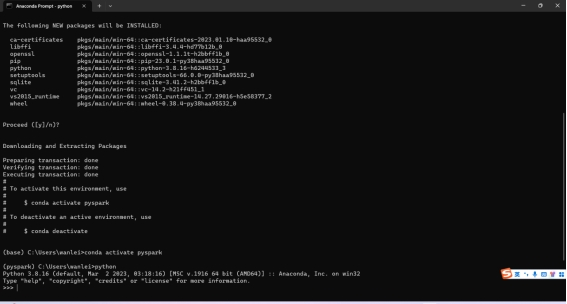 Anaconda Prompt - python
The following NEW packages will be INSTALLED:
ca-certificates pkgs/main/win-64::ca-certificates-2023.01.10-haa95532_0
libffi pkgs/main/win-64::libffi-3.4.4-hd77b12b_0
openssl pkgs/main/win-64::openssl-1.1.1t-h2bbff1b_0
pip pkgs/main/win-64::pip-23.0.1-py38haa95532_0
python pkgs/main/win-64::python-3.8.16-h6244533_3
setuptools pkgs/main/win-64::setuptools-66.0.0-py38haa95532_0
sqlite pkgs/main/win-64::sqlite-3.41.2-h2bbff1b_0
vc pkgs/main/win-64::vc-14.2-h21ff451_1
vs2015_runtime pkgs/main/win-64::vs2015_runtime-14.27.29016-h5e58377_2
wheel pkgs/main/win-64::wheel-0.38.4-py38haa95532_0
Proceed ([y]/n)?
Downloading and Extracting Packages
Preparing transaction: done
Verifying transaction: done
Executing transaction: done
#
# To activate this environment, use
#
# $ conda activate pyspark
#
# To deactivate an active environment, use
#
# $ conda deactivate
(base) C:\Users\wanlei>conda activate pyspark
(pyspark) C:\Users\wanlei>python
Python 3.8.16 (default, Mar 2 2023, 03:18:16) [MSC v.1916 64 bit (AMD64)] :: Anaconda, Inc. on win32
Type "help", "copyright", "credits" or "license" for more information.
>>>
英